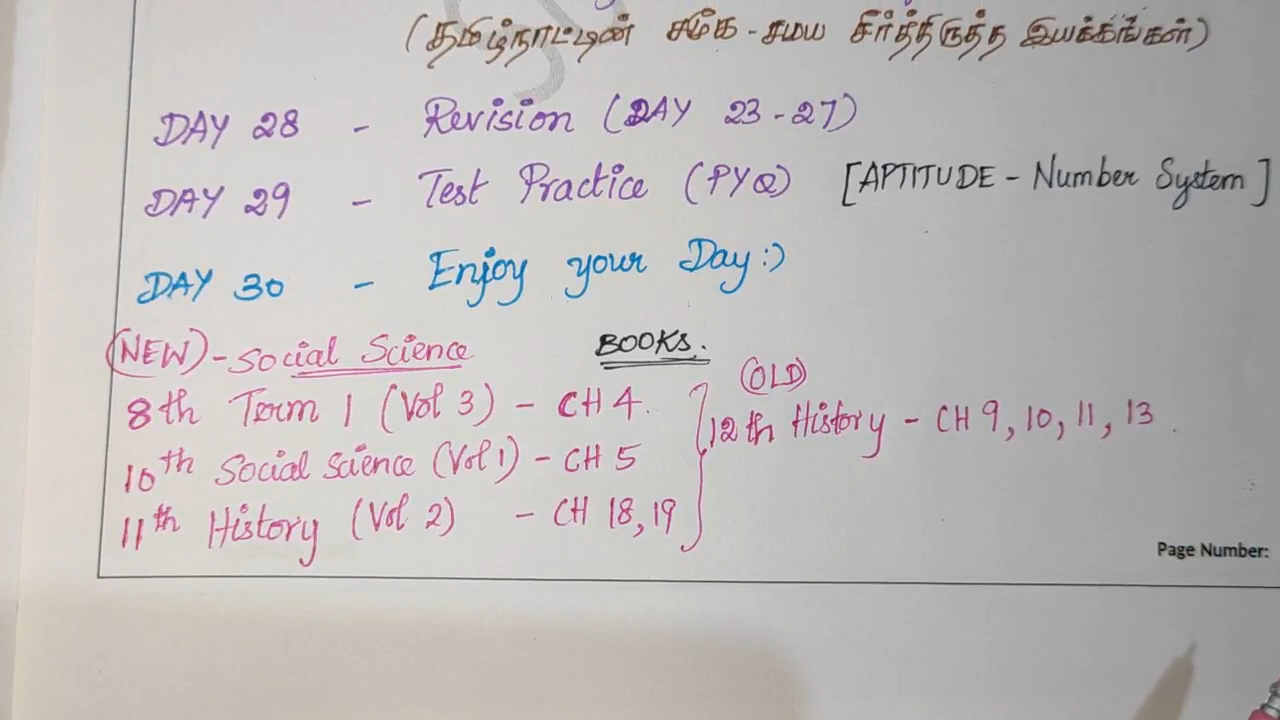 (தமிழ்நாட்டின் சமூக - சமய சீர்த்திருத்த இயக்கங்கள்)
DAY 28 - Revision (DAY 23 - 27)
DAY 29 - Test Practice (PYQ) [APTITUDE - Number System]
DAY 30 - Enjoy your Day :)
(NEW) - Social Science BOOKS.
(OLD)
8th Term 1 (Vol 3) - CH 4.
12th History - CH 9, 10, 11, 13.
10th Social Science (Vol 1) - CH 5
11th History (Vol 2) - CH 18, 19
Page Number: